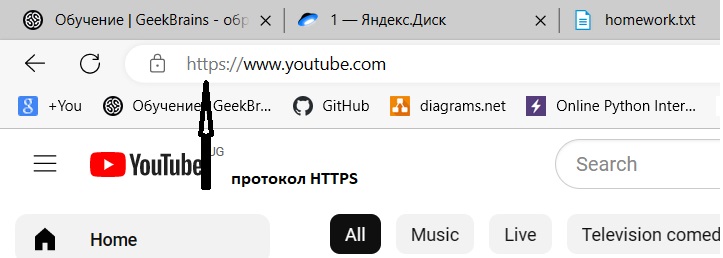 Обучение | GeekBrains - обр
1 — Яндекс.Диск
homework.txt
https://www.youtube.com
+You
Обучение | GeekBr...
GitHub
diagrams.net
Online Python Inter...
YouTube UG
Search
протокол HTTPS
Home
All
Music
Live
Television comed